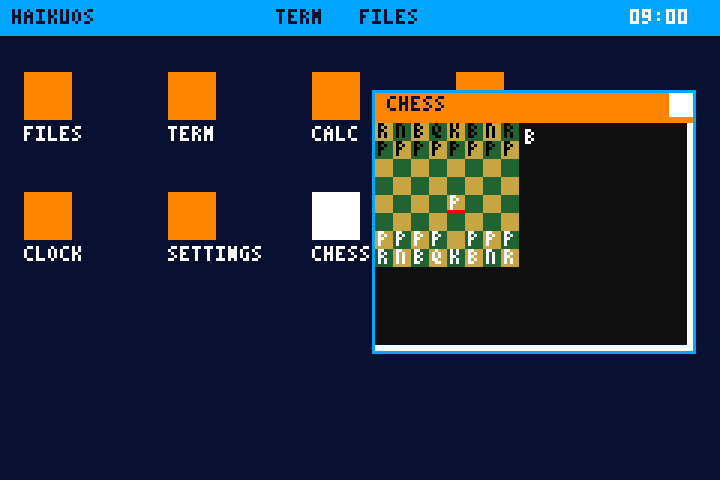 HAIKUOS TERM FILES 09:00
FILES TERM CALC
CLOCK SETTINGS CHESS
CHESS
R N B Q K B N R B
P P P P P P P P
P
P P P P P P P
R N B Q K B N R